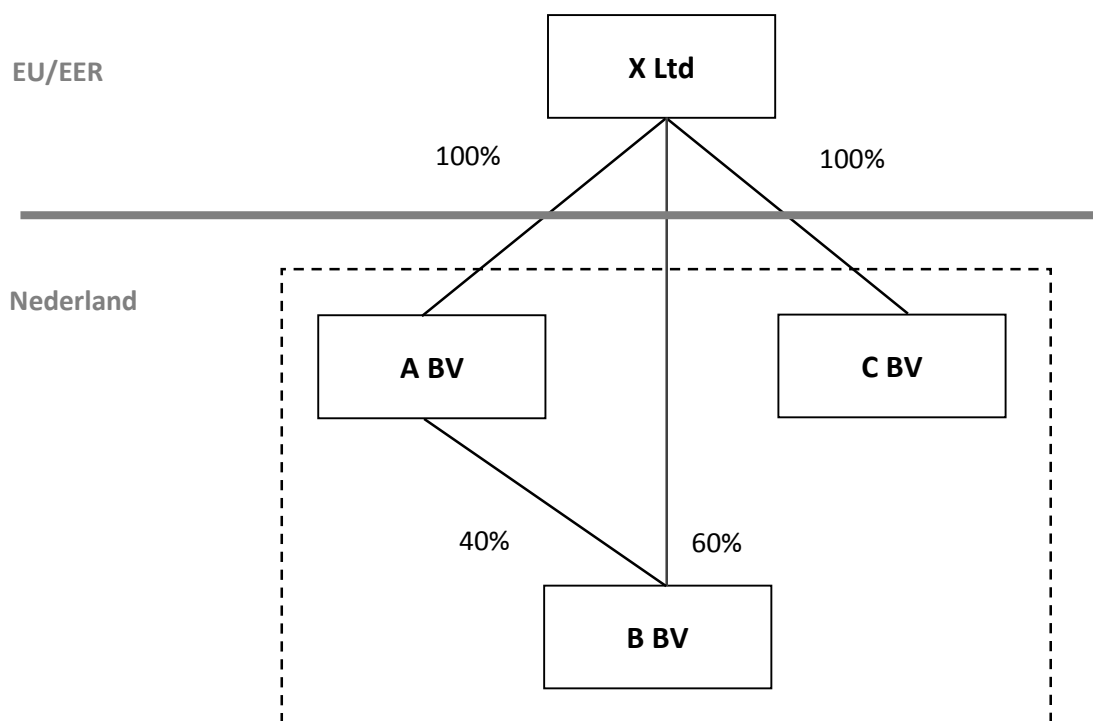 X Ltd
EU/EER
100%
100%
Nederland
A BV
C BV
40%
60%
B BV